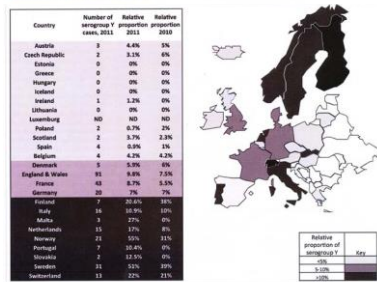 Country Number of serogroup Y cases, 2011 Relative proportion 2011 Relative proportion 2010
Austria 3 4.4% 5%
Czech Republic 2 3.1% 6%
Estonia 0 0% 0%
Greece 0 0% 0%
Hungary 0 0% 0%
Iceland 0 0% 0%
Ireland 1 1.2% 0%
Lithuania 0 0% 0%
Luxemburg ND ND ND
Poland 2 0.7% 2%
Scotland 2 3.7% 2.3%
Spain 4 0.9% 1%
Belgium 4 4.2% 4.2%
Denmark 5 5.9% 6%
England & Wales 91 9.6% 7.5%
France 43 8.7% 5.5%
Germany 20 7% 7%
Finland 7 20.6% 38%
Italy 16 10.9% 10%
Malta 3 27% 0%
Netherlands 15 17% 8%
Norway 21 55% 31%
Portugal 7 10.4% 0%
Slovakia 2 12.5% 0%
Sweden 31 51% 39%
Switzerland 13 22% 21%
Relative proportion of serogroup Y Key
<5%
5-10%
>10%